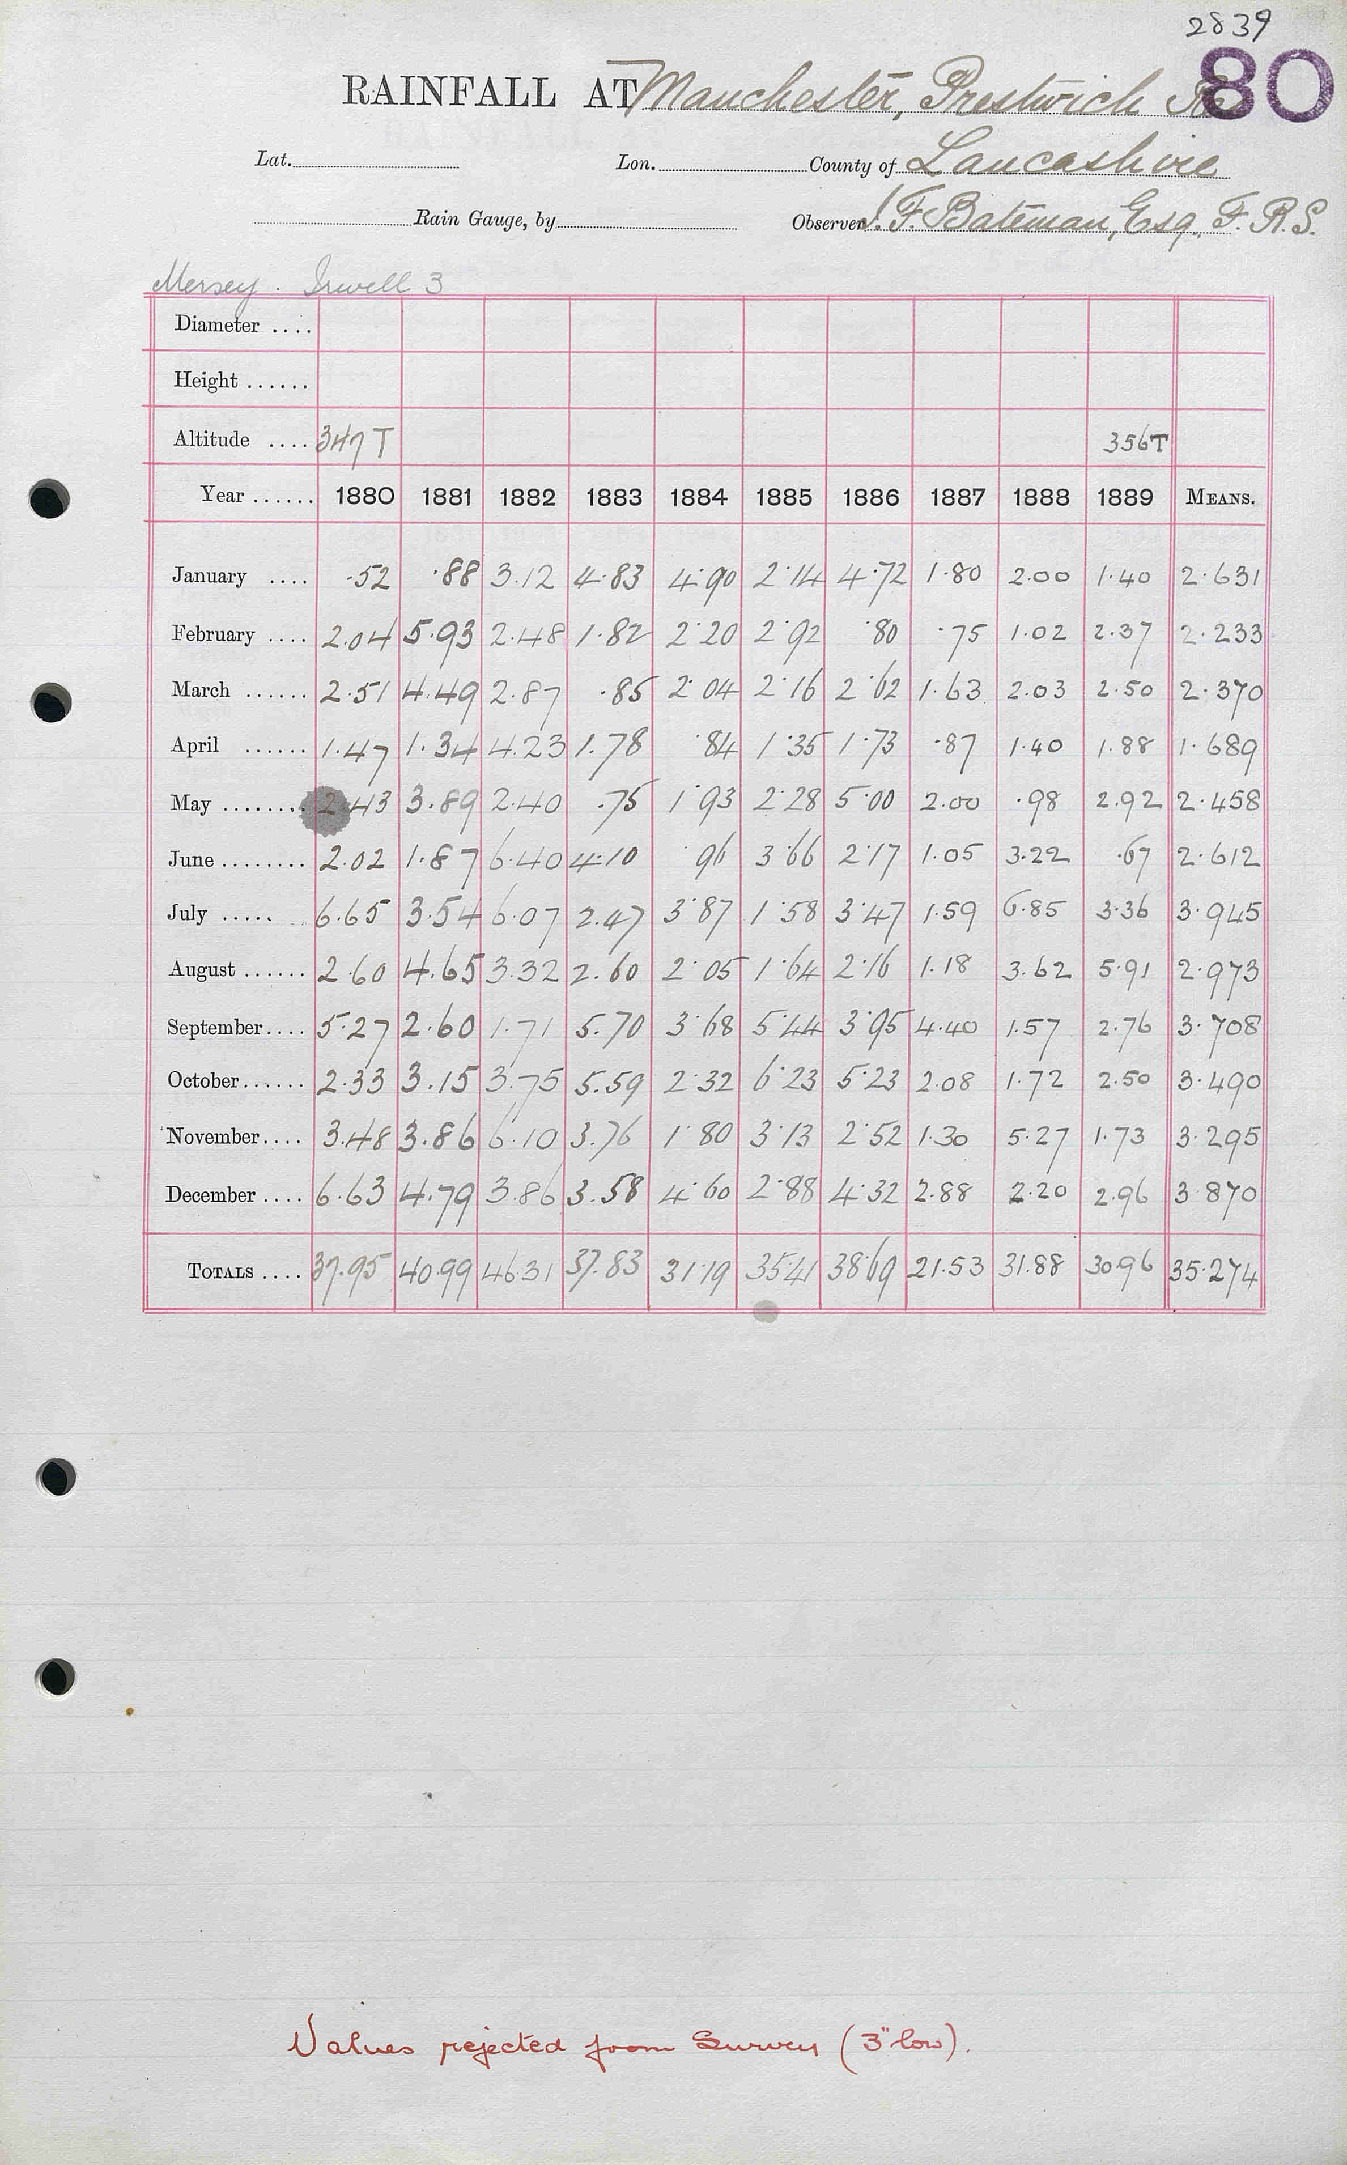 2839
80
RAINFALL AT Manchester, Prestwich
Lat. Lon. County of Lancashire
Rain Gauge, by Observer J. F. Bateman, Esq. F. R. S.
Mersey. Irwell 3
Diameter ....
Height ......
Altitude .... 347 T 356T
Year ...... 1880 1881 1882 1883 1884 1885 1886 1887 1888 1889 MEANS.
January .... .52 .88 3.12 4.83 4.90 2.14 4.72 1.80 2.00 1.40 2.631
February .... 2.04 5.93 2.48 1.82 2.20 2.92 .80 .75 1.02 2.37 2.233
March ...... 2.51 4.49 2.87 .85 2.04 2.16 2.62 1.63 2.03 2.50 2.370
April ...... 1.47 1.34 4.23 1.78 .84 1.35 1.73 .87 1.40 1.88 1.689
May ........ 2.43 3.89 2.40 .75 1.93 2.28 5.00 2.00 .98 2.92 2.458
June ........ 2.02 1.87 6.40 4.10 .96 3.66 2.17 1.05 3.22 .67 2.612
July ..... 6.65 3.54 6.07 2.47 3.87 1.58 3.47 1.59 6.85 3.36 3.945
August ...... 2.60 4.65 3.32 2.60 2.05 1.64 2.16 1.18 3.62 5.91 2.973
September.... 5.27 2.60 1.71 5.70 3.68 5.44 3.95 4.40 1.57 2.76 3.708
October...... 2.33 3.15 3.75 5.59 2.32 6.23 5.23 2.08 1.72 2.50 3.490
November.... 3.48 3.86 6.10 3.76 1.80 3.13 2.52 1.30 5.27 1.73 3.295
December .... 6.63 4.79 3.86 3.58 4.60 2.88 4.32 2.88 2.20 2.96 3.870
TOTALS .... 37.95 40.99 46.31 37.83 31.19 35.41 38.69 21.53 31.88 30.96 35.274
Values rejected from Survey (3" low).